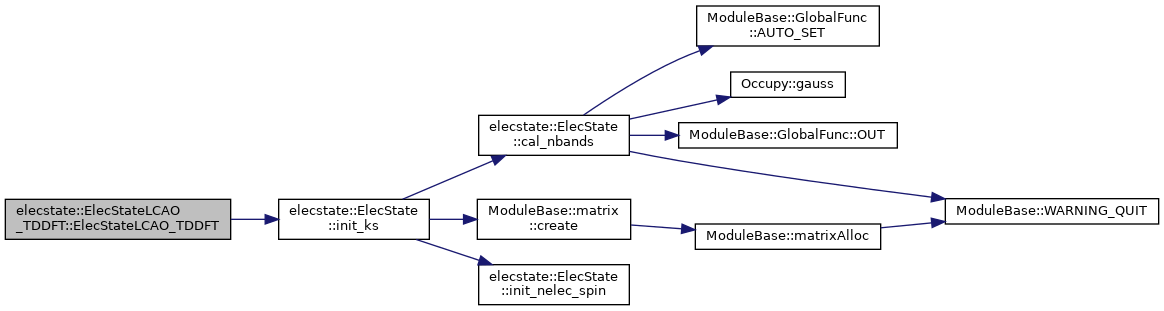 elecstate::ElecStateLCAO
_TDDFT::ElecStateLCAO_TDDFT
elecstate::ElecState
::init_ks
elecstate::ElecState
::cal_nbands
ModuleBase::GlobalFunc
::AUTO_SET
Occupy::gauss
ModuleBase::GlobalFunc::OUT
ModuleBase::WARNING_QUIT
ModuleBase::matrix
::create
ModuleBase::matrixAlloc
elecstate::ElecState
::init_nelec_spin